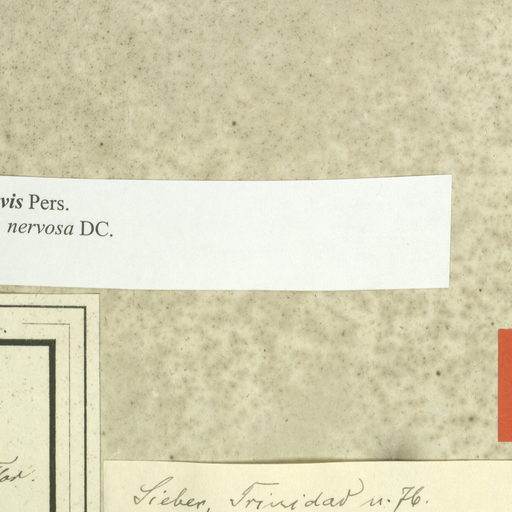 vis Pers.
nervosa DC.
Sieber, Trinidad n. 76.